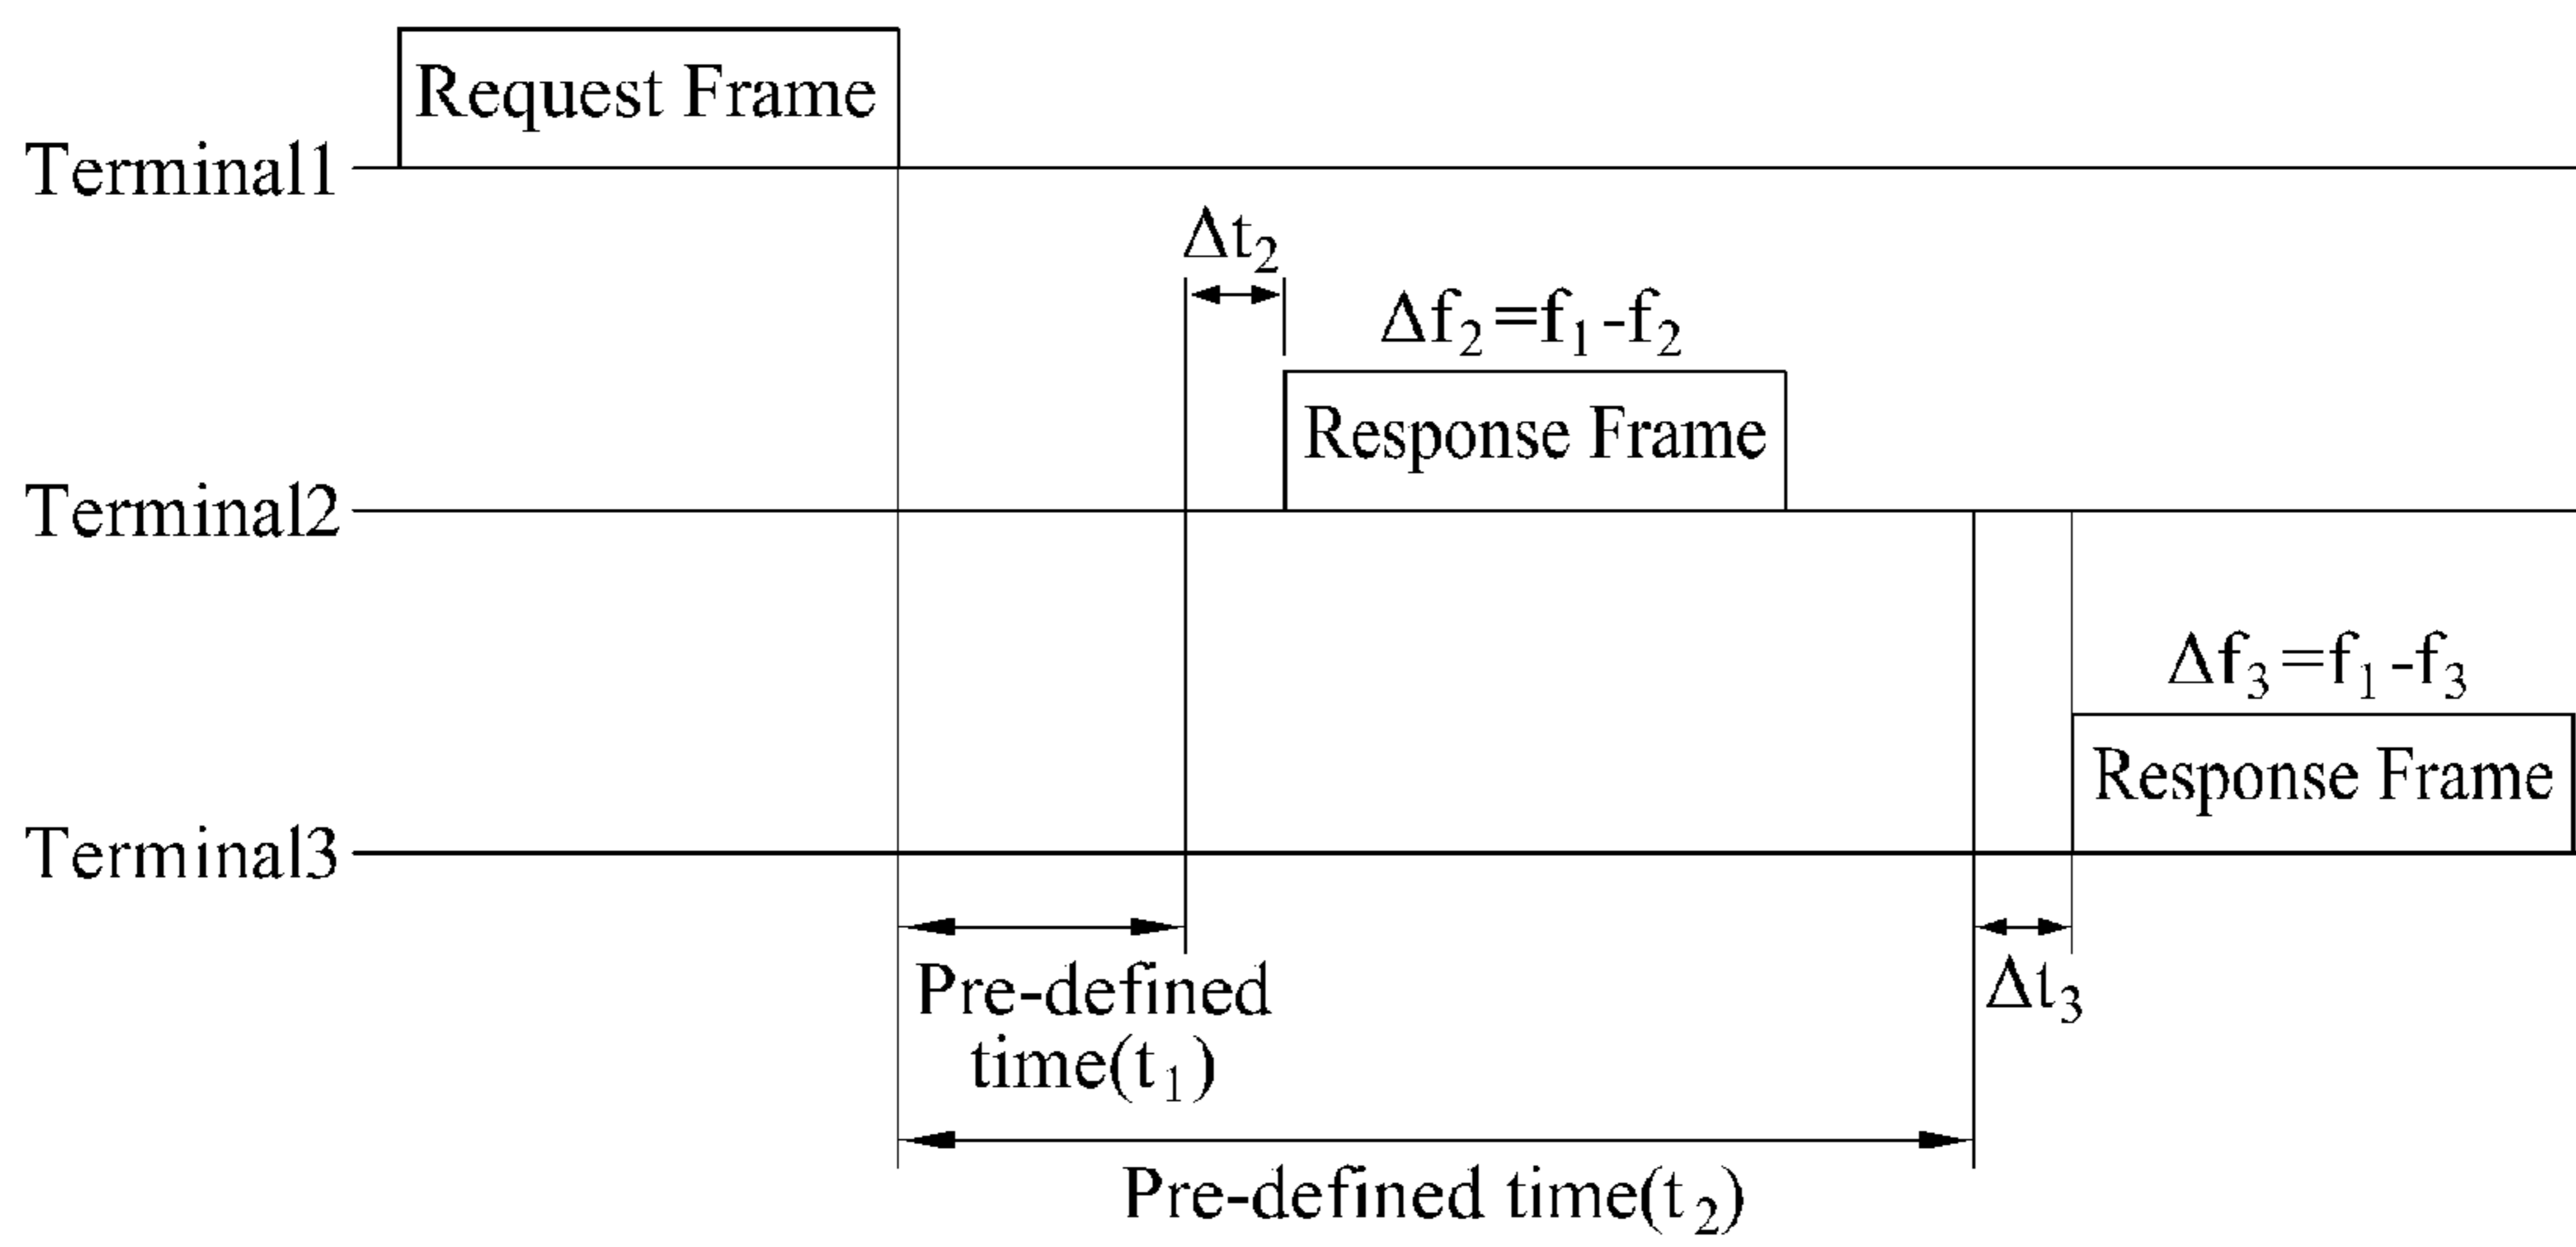 Request Frame
Terminal1
Δt₂
Δf₂=f₁-f₂
Response Frame
Terminal2
Δf₃=f₁-f₃
Response Frame
Terminal3
Pre-defined
time(t₁)
Δt₃
Pre-defined time(t₂)